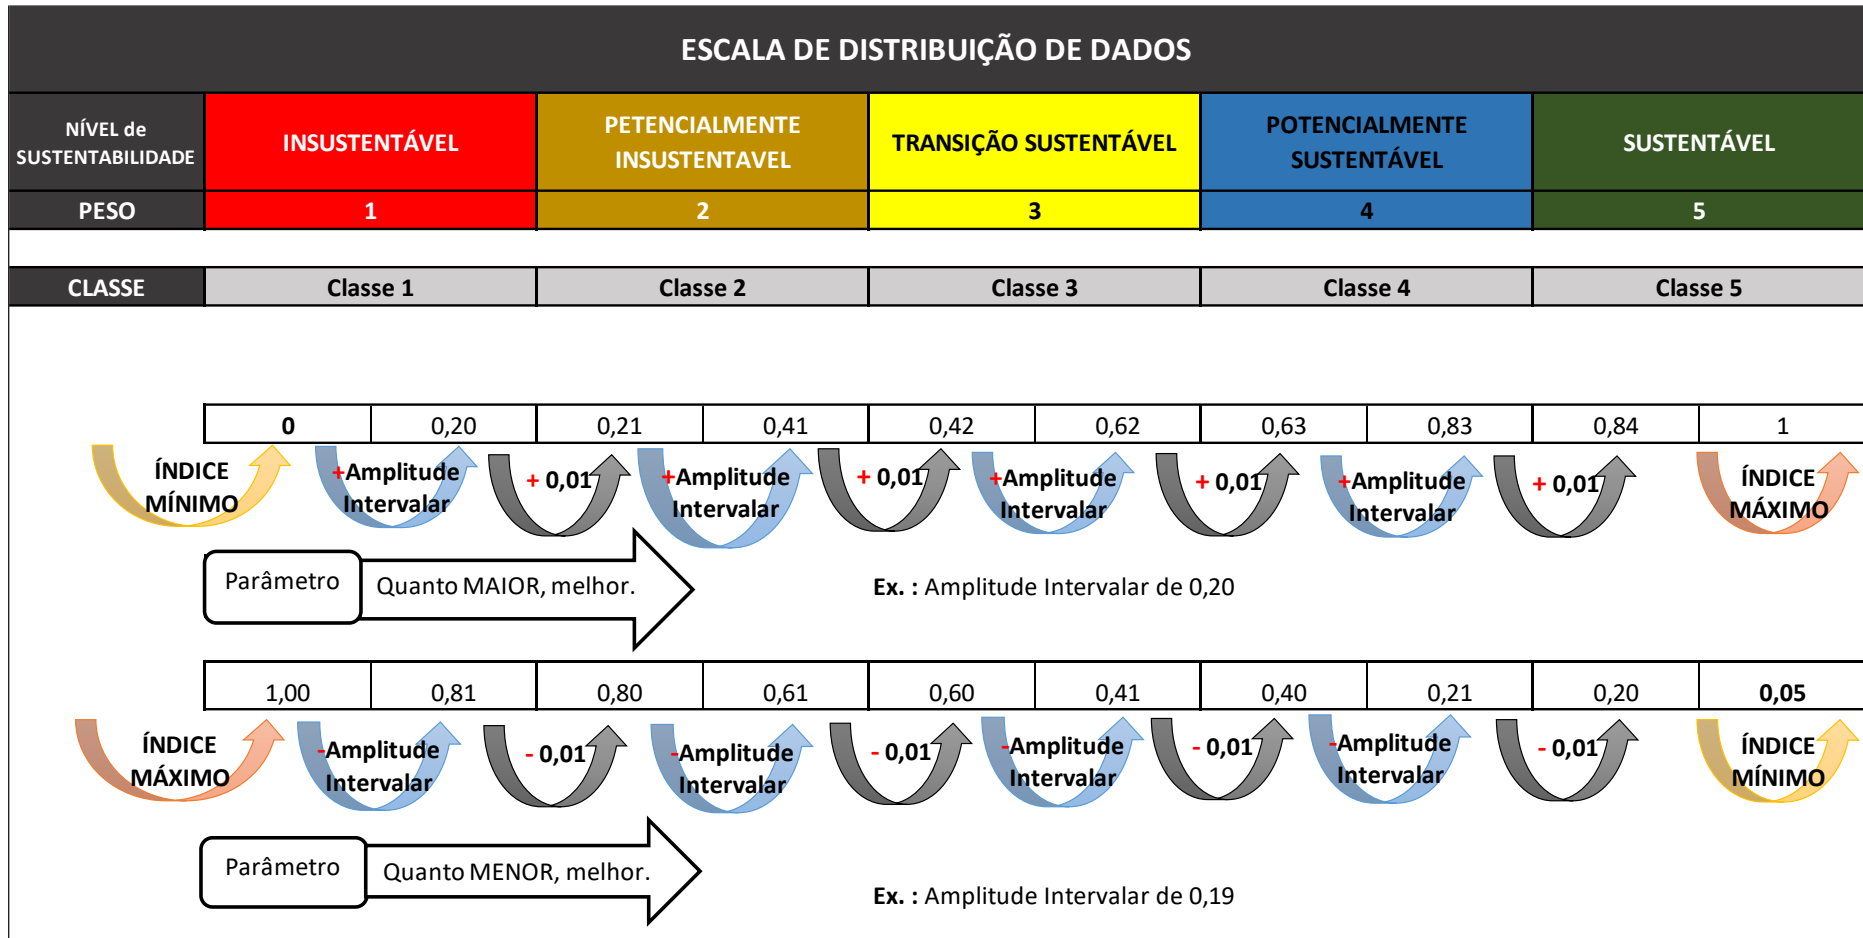 ESCALA DE DISTRIBUIÇÃO DE DADOS
NÍVEL de
SUSTENTABILIDADE
INSUSTENTÁVEL
PETENCIALMENTE
INSUSTENTAVEL
TRANSIÇÃO SUSTENTÁVEL
POTENCIALMENTE
SUSTENTÁVEL
SUSTENTÁVEL
PESO 1 2 3 4 5
CLASSE Classe 1 Classe 2 Classe 3 Classe 4 Classe 5
0 0,20 0,21 0,41 0,42 0,62 0,63 0,83 0,84 1
ÍNDICE
MÍNIMO
+Amplitude
Intervalar
+ 0,01
+Amplitude
Intervalar
+ 0,01
+Amplitude
Intervalar
+ 0,01
+Amplitude
Intervalar
+ 0,01
ÍNDICE
MÁXIMO
Parâmetro
Quanto MAIOR, melhor.
Ex. : Amplitude Intervalar de 0,20
1,00 0,81 0,80 0,61 0,60 0,41 0,40 0,21 0,20 0,05
ÍNDICE
MÁXIMO
-Amplitude
Intervalar
- 0,01
-Amplitude
Intervalar
- 0,01
-Amplitude
Intervalar
- 0,01
-Amplitude
Intervalar
- 0,01
ÍNDICE
MÍNIMO
Parâmetro
Quanto MENOR, melhor.
Ex. : Amplitude Intervalar de 0,19